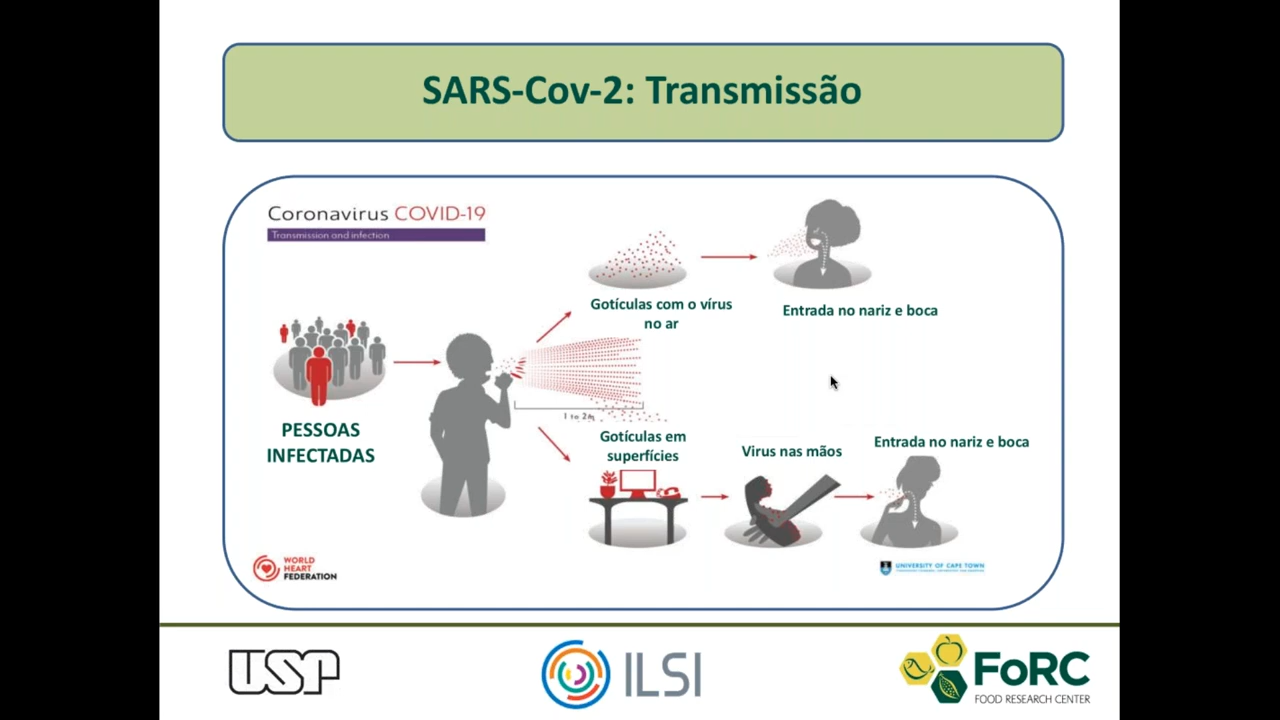 SARS-Cov-2: Transmissão
Coronavirus COVID-19
Transmission and infection
Gotículas com o vírus
no ar
Entrada no nariz e boca
PESSOAS
INFECTADAS
1 to 2m
Gotículas em
superfícies
Virus nas mãos
Entrada no nariz e boca
WORLD
HEART
FEDERATION
UNIVERSITY OF CAPE TOWN
USP
ILSI
FoRC
FOOD RESEARCH CENTER